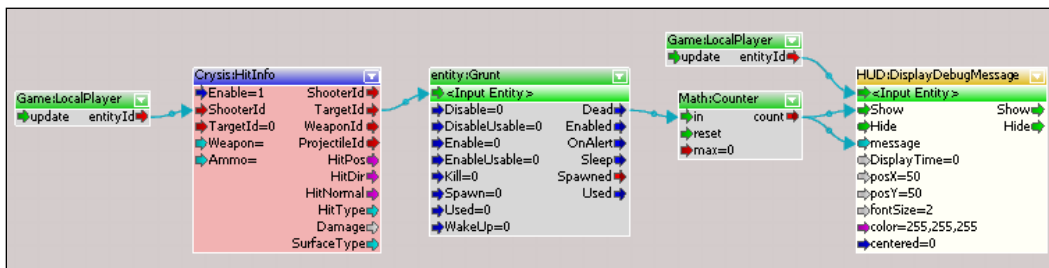 Game:LocalPlayer
update entityId
Crysis:HitInfo
Enable=1 ShooterId
ShooterId TargetId
TargetId=0 WeaponId
Weapon= ProjectileId
Ammo= HitPos
HitDir
HitNormal
HitType
Damage
SurfaceType
entity:Grunt
<Input Entity>
Disable=0 Dead
DisableUsable=0 Enabled
Enable=0 OnAlert
EnableUsable=0 Sleep
Kill=0 Spawned
Spawn=0 Used
Used=0
WakeUp=0
Game:LocalPlayer
update entityId
Math:Counter
in count
reset
max=0
HUD:DisplayDebugMessage
<Input Entity>
Show Show
Hide Hide
message
DisplayTime=0
posX=50
posY=50
fontSize=2
color=255,255,255
centered=0